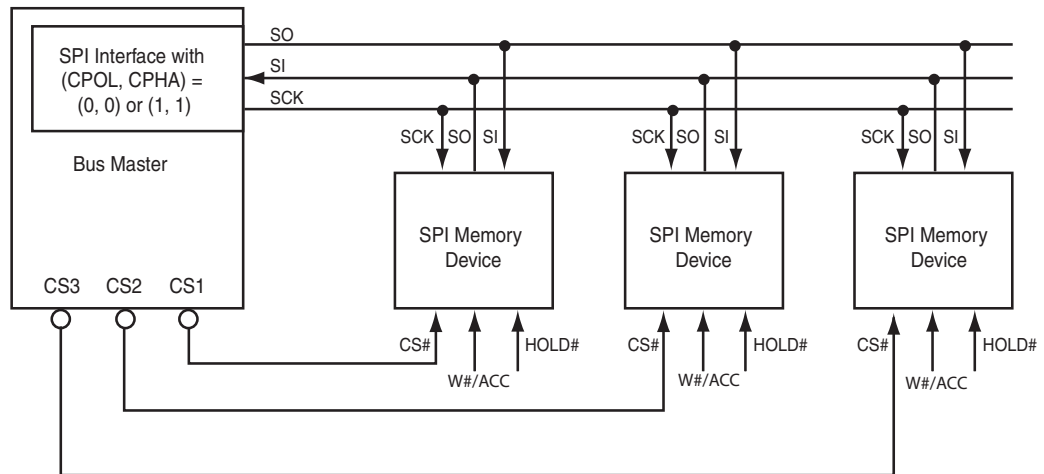 SO
SPI Interface with
(CPOL, CPHA) =
(0, 0) or (1, 1)
SI
SCK
Bus Master
SCK SO SI
SCK SO SI
SCK SO SI
SPI Memory
Device
SPI Memory
Device
SPI Memory
Device
CS3 CS2 CS1
CS# HOLD#
W#/ACC
CS# HOLD#
W#/ACC
CS# HOLD#
W#/ACC